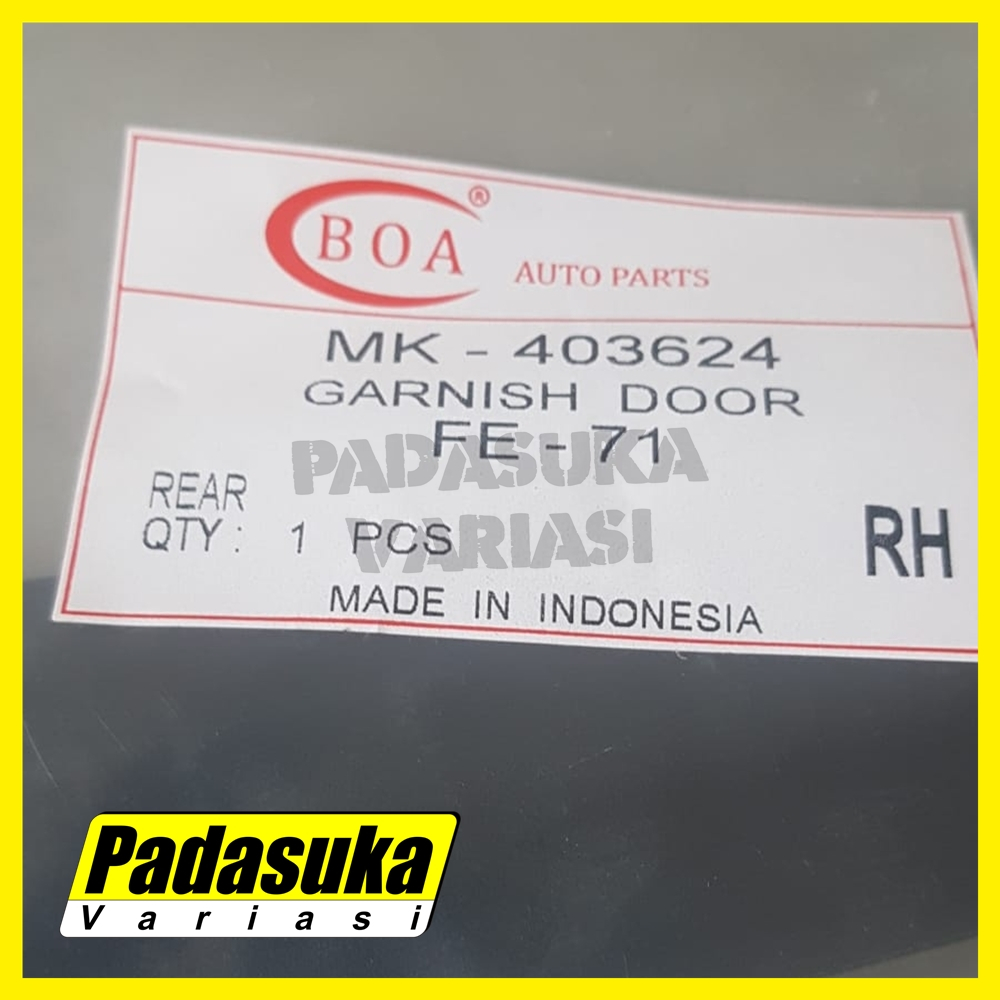 BOA ®
AUTO PARTS
MK - 403624
GARNISH DOOR
FE - 71
PADASUKA
VARIASI
REAR
QTY : 1 PCS
RH
MADE IN INDONESIA
Padasuka
Variasi